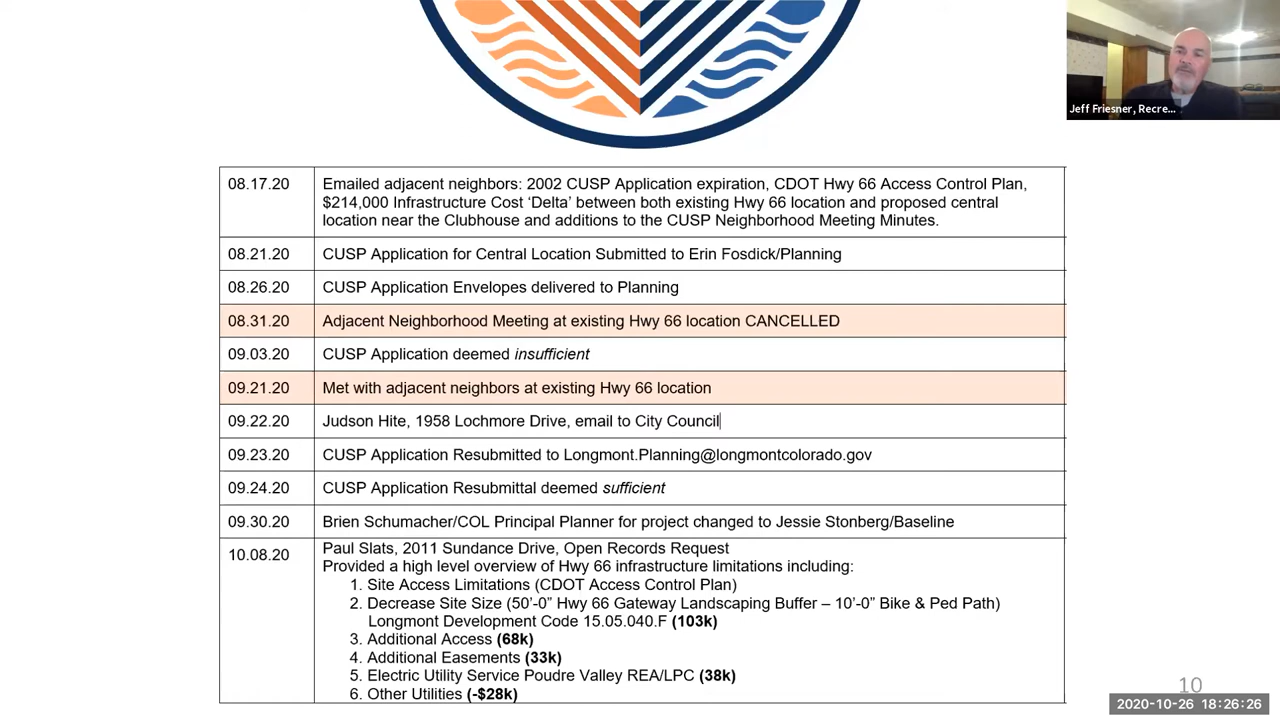 Jeff Friesner, Recre...
08.17.20 Emailed adjacent neighbors: 2002 CUSP Application expiration, CDOT Hwy 66 Access Control Plan,
$214,000 Infrastructure Cost ‘Delta’ between both existing Hwy 66 location and proposed central
location near the Clubhouse and additions to the CUSP Neighborhood Meeting Minutes.
08.21.20 CUSP Application for Central Location Submitted to Erin Fosdick/Planning
08.26.20 CUSP Application Envelopes delivered to Planning
08.31.20 Adjacent Neighborhood Meeting at existing Hwy 66 location CANCELLED
09.03.20 CUSP Application deemed insufficient
09.21.20 Met with adjacent neighbors at existing Hwy 66 location
09.22.20 Judson Hite, 1958 Lochmore Drive, email to City Council
09.23.20 CUSP Application Resubmitted to Longmont.Planning@longmontcolorado.gov
09.24.20 CUSP Application Resubmittal deemed sufficient
09.30.20 Brien Schumacher/COL Principal Planner for project changed to Jessie Stonberg/Baseline
10.08.20 Paul Slats, 2011 Sundance Drive, Open Records Request
Provided a high level overview of Hwy 66 infrastructure limitations including:
1. Site Access Limitations (CDOT Access Control Plan)
2. Decrease Site Size (50’-0” Hwy 66 Gateway Landscaping Buffer – 10’-0” Bike & Ped Path)
Longmont Development Code 15.05.040.F (103k)
3. Additional Access (68k)
4. Additional Easements (33k)
5. Electric Utility Service Poudre Valley REA/LPC (38k)
6. Other Utilities (-$28k)
10
2020-10-26 18:26:26